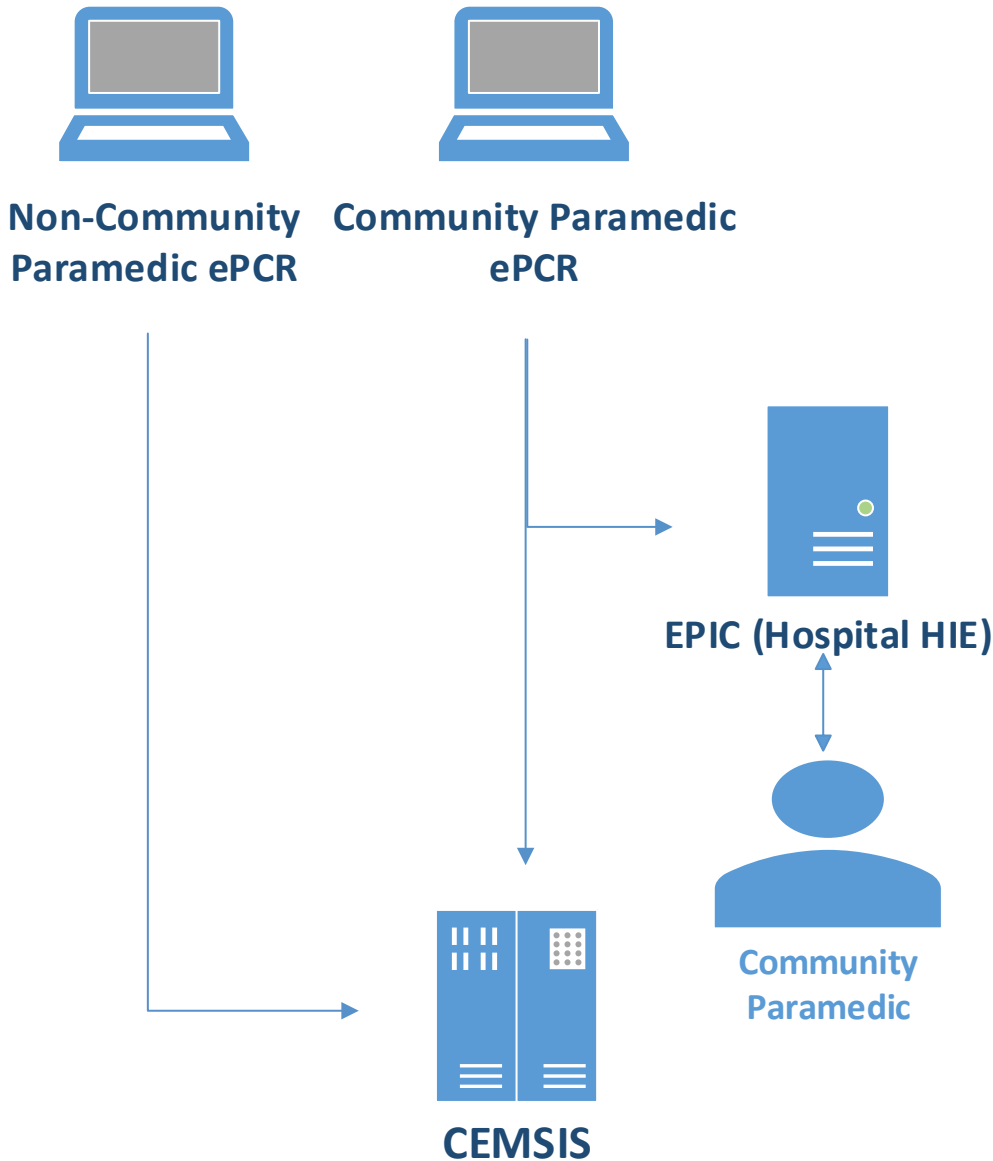 Non-Community
Paramedic ePCR
Community Paramedic
ePCR
EPIC (Hospital HIE)
Community
Paramedic
CEMSIS